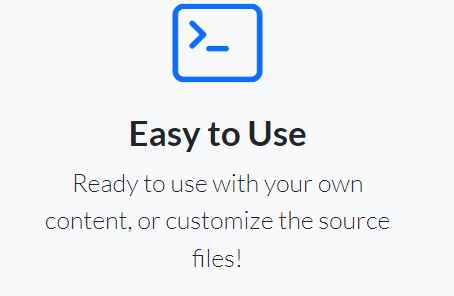 Easy to Use
Ready to use with your own
content, or customize the source
files!